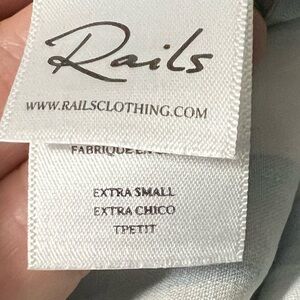 Rails
WWW.RAILSCLOTHING.COM
FABRIQUE EN
EXTRA SMALL
EXTRA CHICO
TPETIT